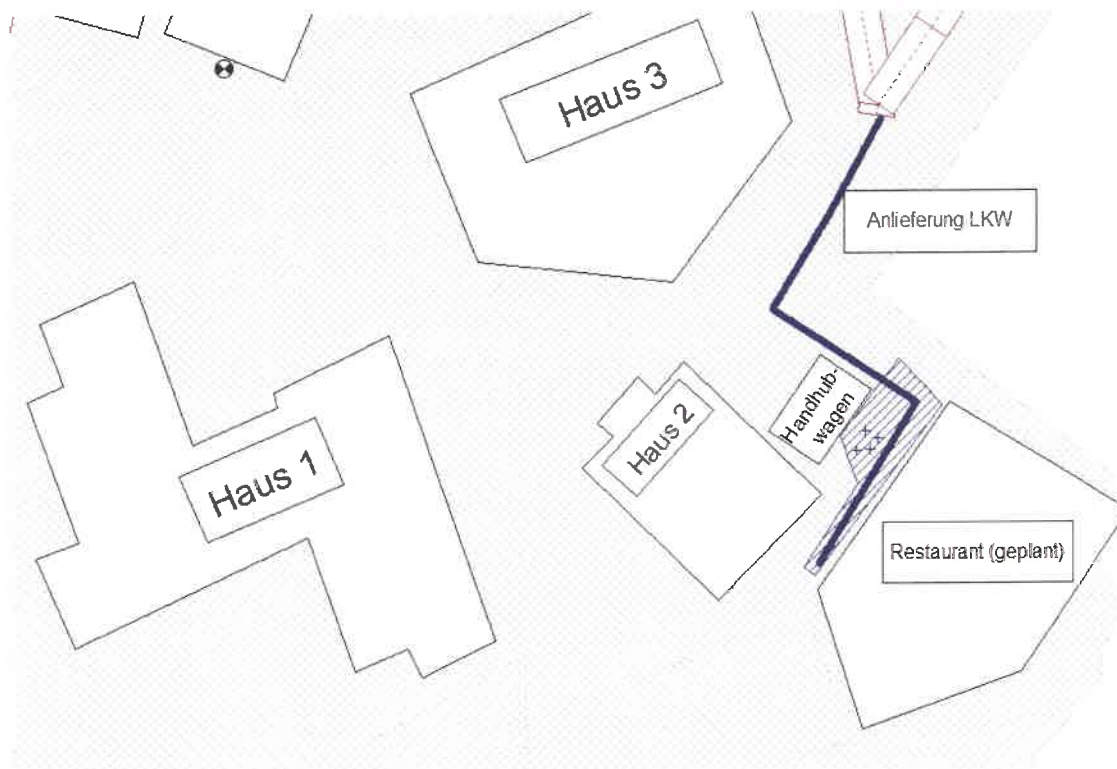 Haus 3
Anlieferung LKW
Handhub-
wagen
Haus 2
Haus 1
Restaurant (geplant)